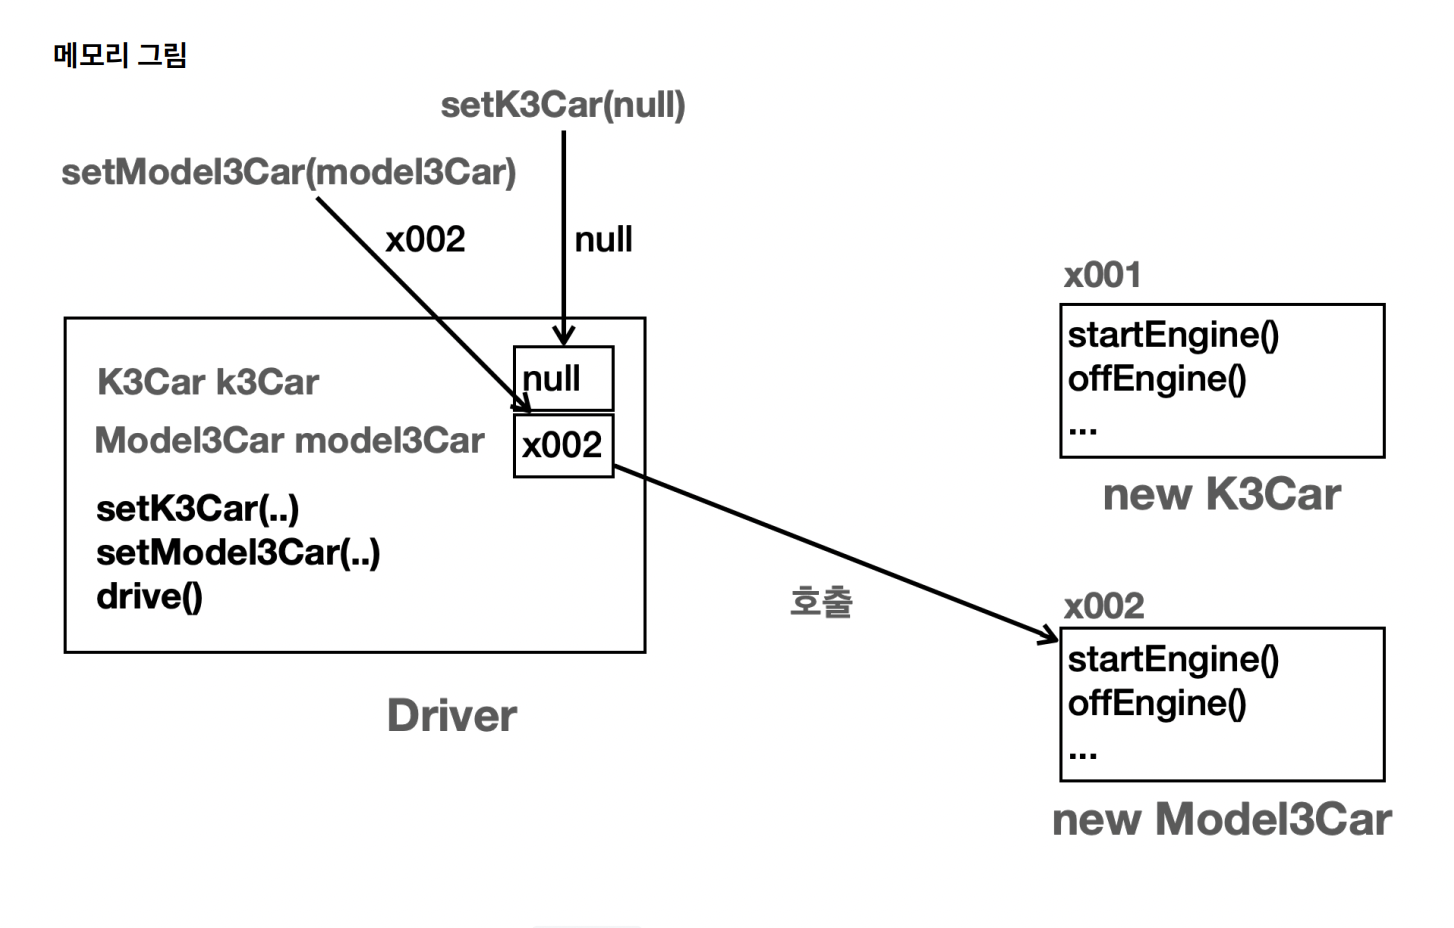 메모리 그림
setK3Car(null)
setModel3Car(model3Car)
x002
null
K3Car k3Car
null
Model3Car model3Car
x002
setK3Car(..)
setModel3Car(..)
drive()
Driver
호출
x001
startEngine()
offEngine()
...
new K3Car
x002
startEngine()
offEngine()
...
new Model3Car